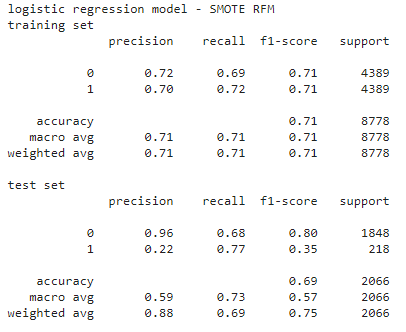 logistic regression model - SMOTE RFM
training set
precision recall f1-score support
0 0.72 0.69 0.71 4389
1 0.70 0.72 0.71 4389
accuracy 0.71 8778
macro avg 0.71 0.71 0.71 8778
weighted avg 0.71 0.71 0.71 8778
test set
precision recall f1-score support
0 0.96 0.68 0.80 1848
1 0.22 0.77 0.35 218
accuracy 0.69 2066
macro avg 0.59 0.73 0.57 2066
weighted avg 0.88 0.69 0.75 2066